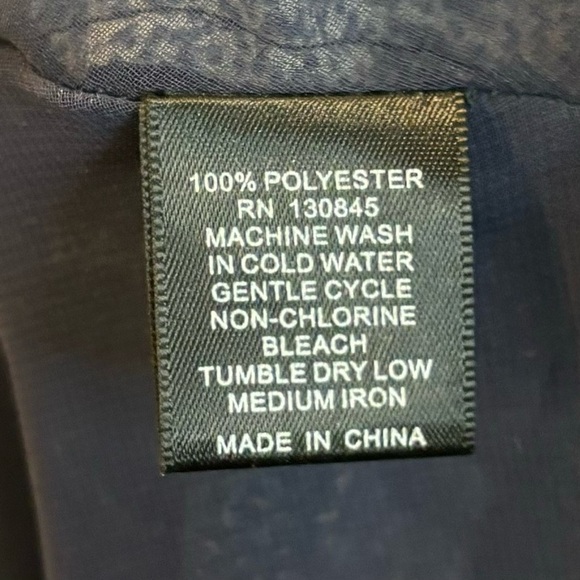 100% POLYESTER
RN 130845
MACHINE WASH
IN COLD WATER
GENTLE CYCLE
NON-CHLORINE
BLEACH
TUMBLE DRY LOW
MEDIUM IRON
MADE IN CHINA